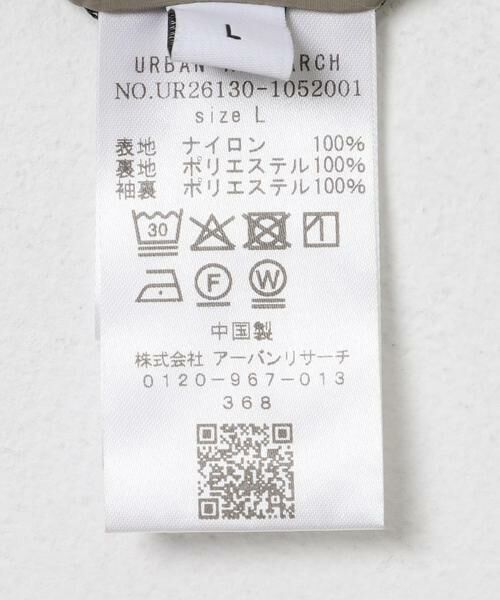 L
URBAN
NO.UR26130-1052001
size L
表地 ナイロン 100%
裏地 ポリエステル100%
袖裏 ポリエステル100%
30
F W
中国製
株式会社 アーバンリサーチ
0120-967-013
368